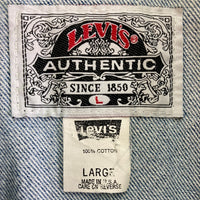 LEVI'S
AUTHENTIC
SINCE 1850
L
Levi's
100% COTTON
LARGE
MADE IN U.S.A.
CARE ON REVERSE